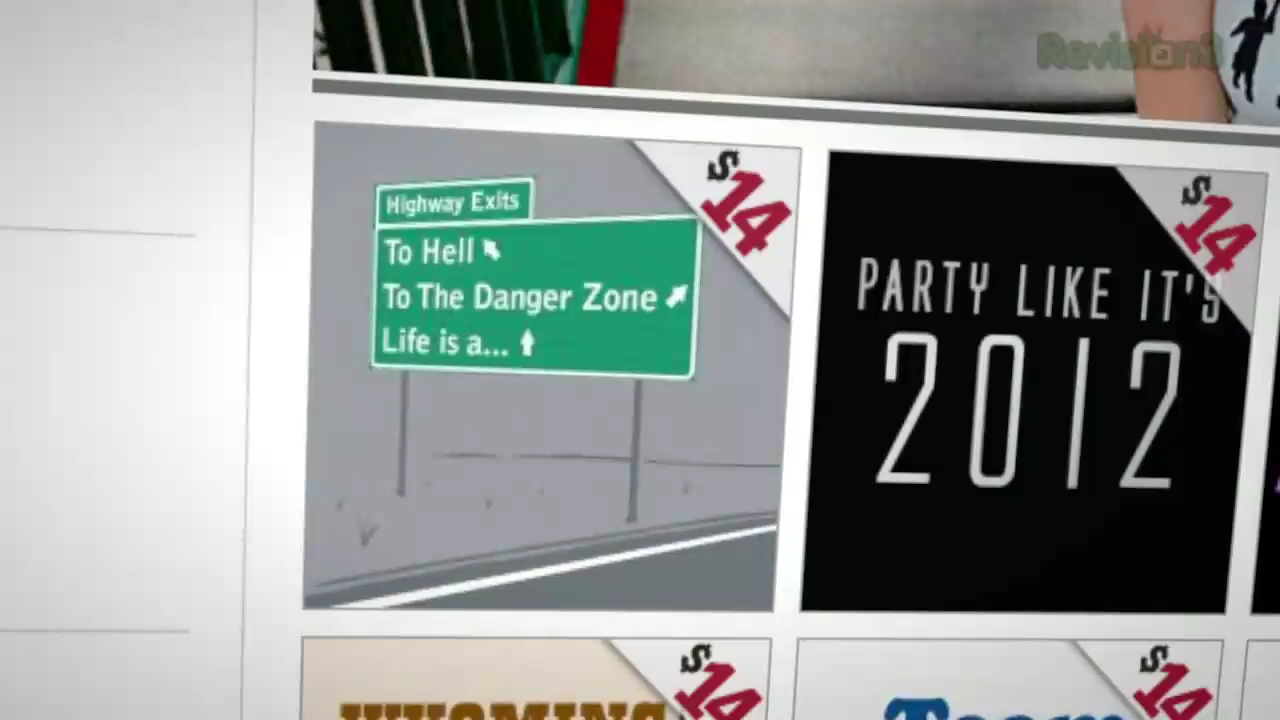 Revision3
Highway Exits
To Hell
To The Danger Zone
Life is a...
$14
PARTY LIKE IT'S
2012
$14
$14
$14